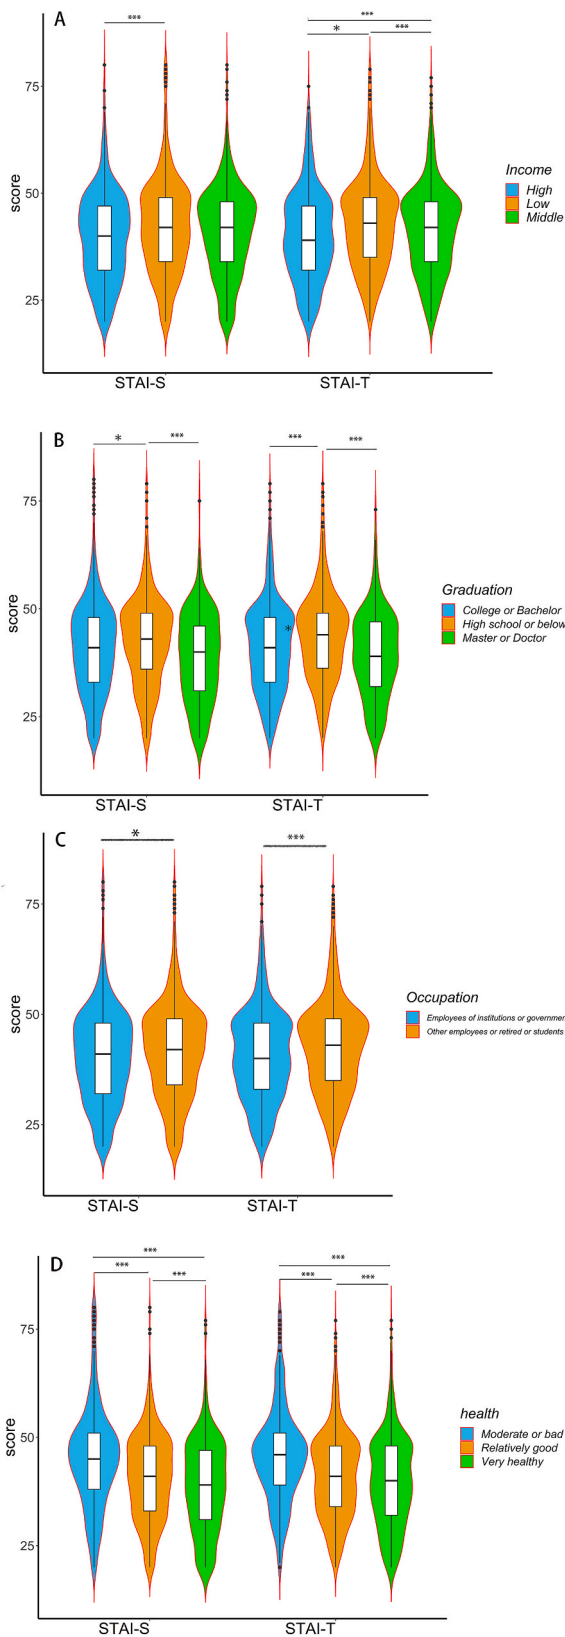 A
***
***
*
***
75
50
25
score
STAI-S
STAI-T
Income
High
Low
Middle
B
*
***
***
***
*
75
50
25
score
STAI-S
STAI-T
Graduation
College or Bachelor
High school or below
Master or Doctor
C
*
***
75
50
25
score
STAI-S
STAI-T
Occupation
Employees of institutions or governmen
Other employees or retired or students
D
***
***
***
***
***
***
75
50
25
score
STAI-S
STAI-T
health
Moderate or bad
Relatively good
Very healthy